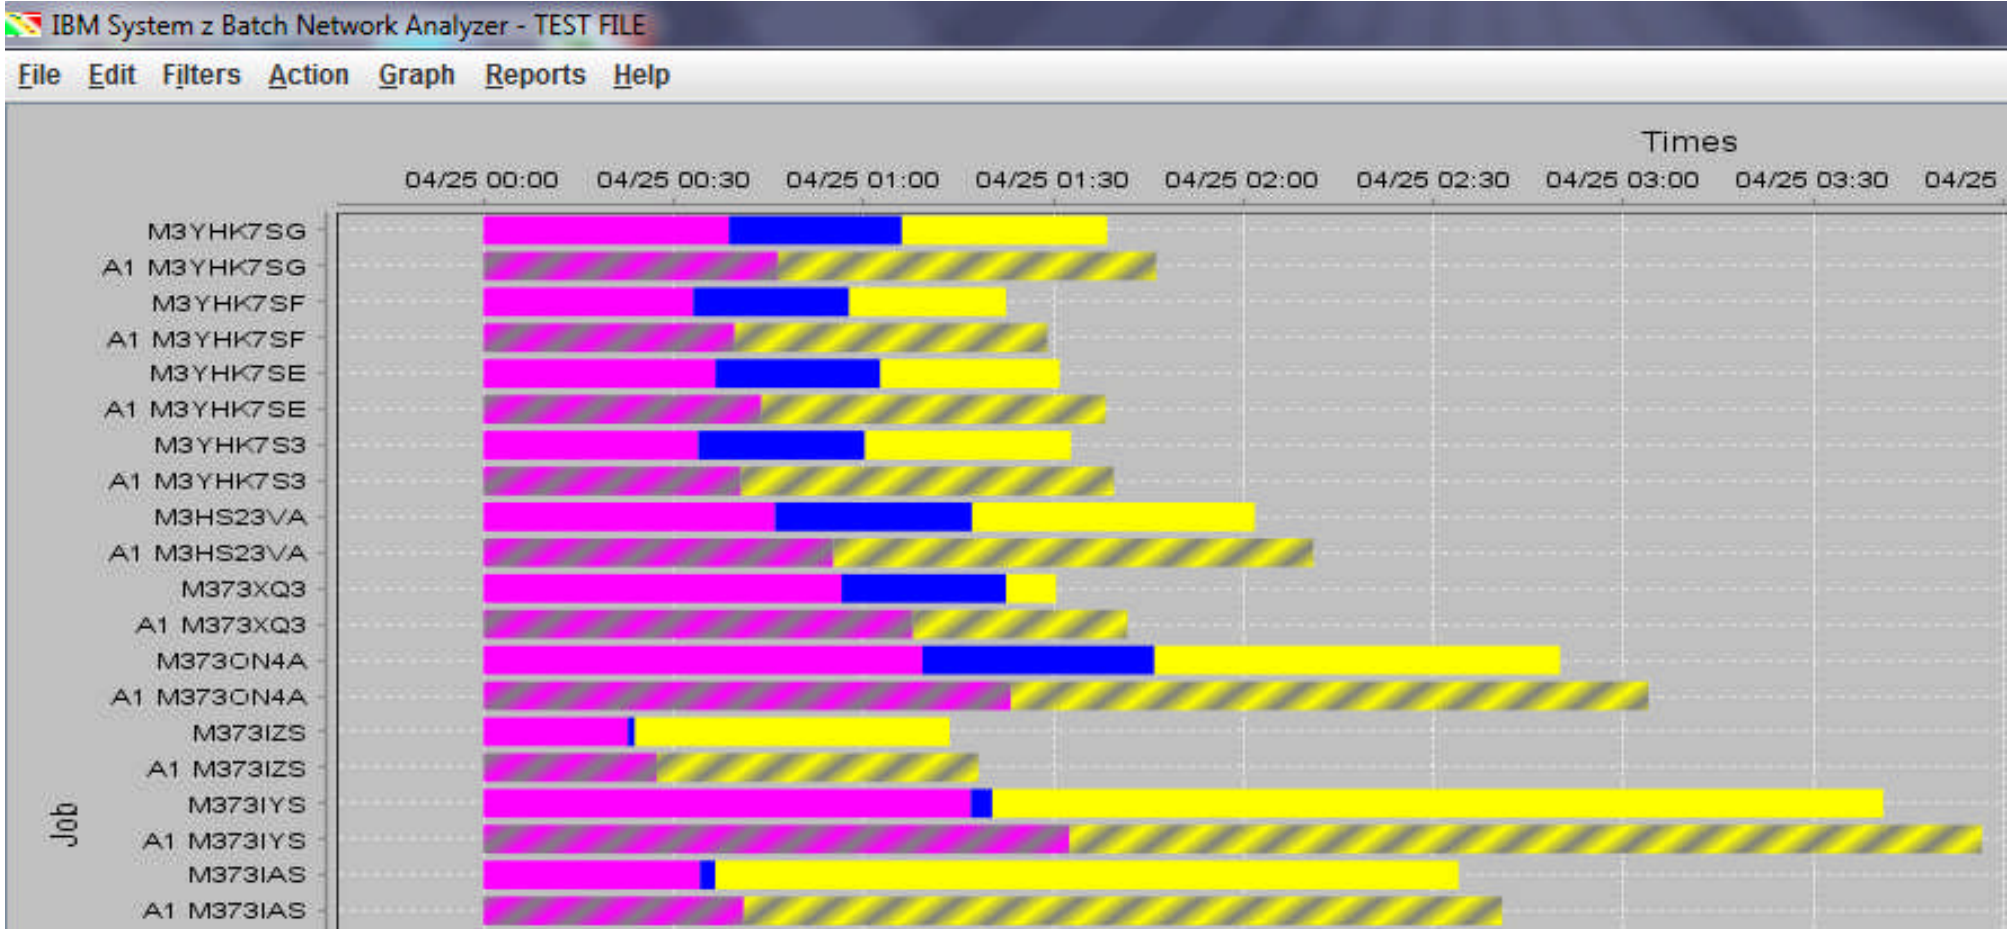 IBM System z Batch Network Analyzer - TEST FILE
File Edit Filters Action Graph Reports Help
Times
04/25 00:00 04/25 00:30 04/25 01:00 04/25 01:30 04/25 02:00 04/25 02:30 04/25 03:00 04/25 03:30 04/25
M3YHK7SG
A1 M3YHK7SG
M3YHK7SF
A1 M3YHK7SF
M3YHK7SE
A1 M3YHK7SE
M3YHK7S3
A1 M3YHK7S3
M3HS23VA
A1 M3HS23VA
M373XQ3
A1 M373XQ3
M373ON4A
A1 M373ON4A
M373IZS
A1 M373IZS
M373IYS
A1 M373IYS
M373IAS
A1 M373IAS
Job